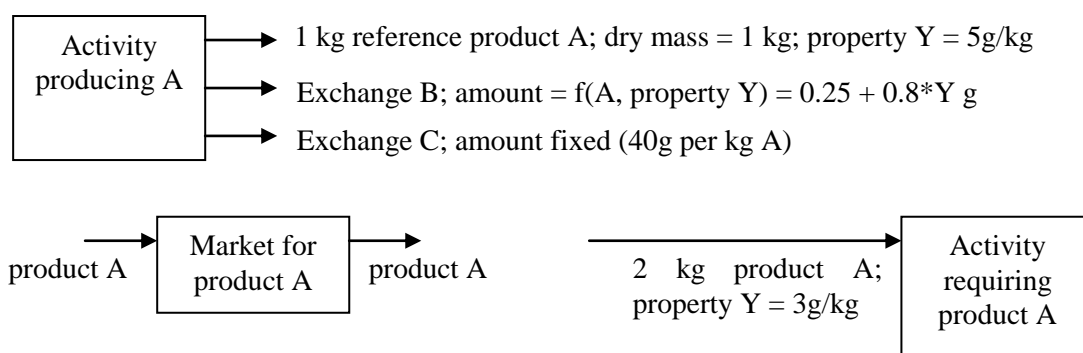 Activity
producing A
1 kg reference product A; dry mass = 1 kg; property Y = 5g/kg
Exchange B; amount = f(A, property Y) = 0.25 + 0.8*Y g
Exchange C; amount fixed (40g per kg A)
product A
Market for
product A
product A
2 kg product A;
property Y = 3g/kg
Activity
requiring
product A